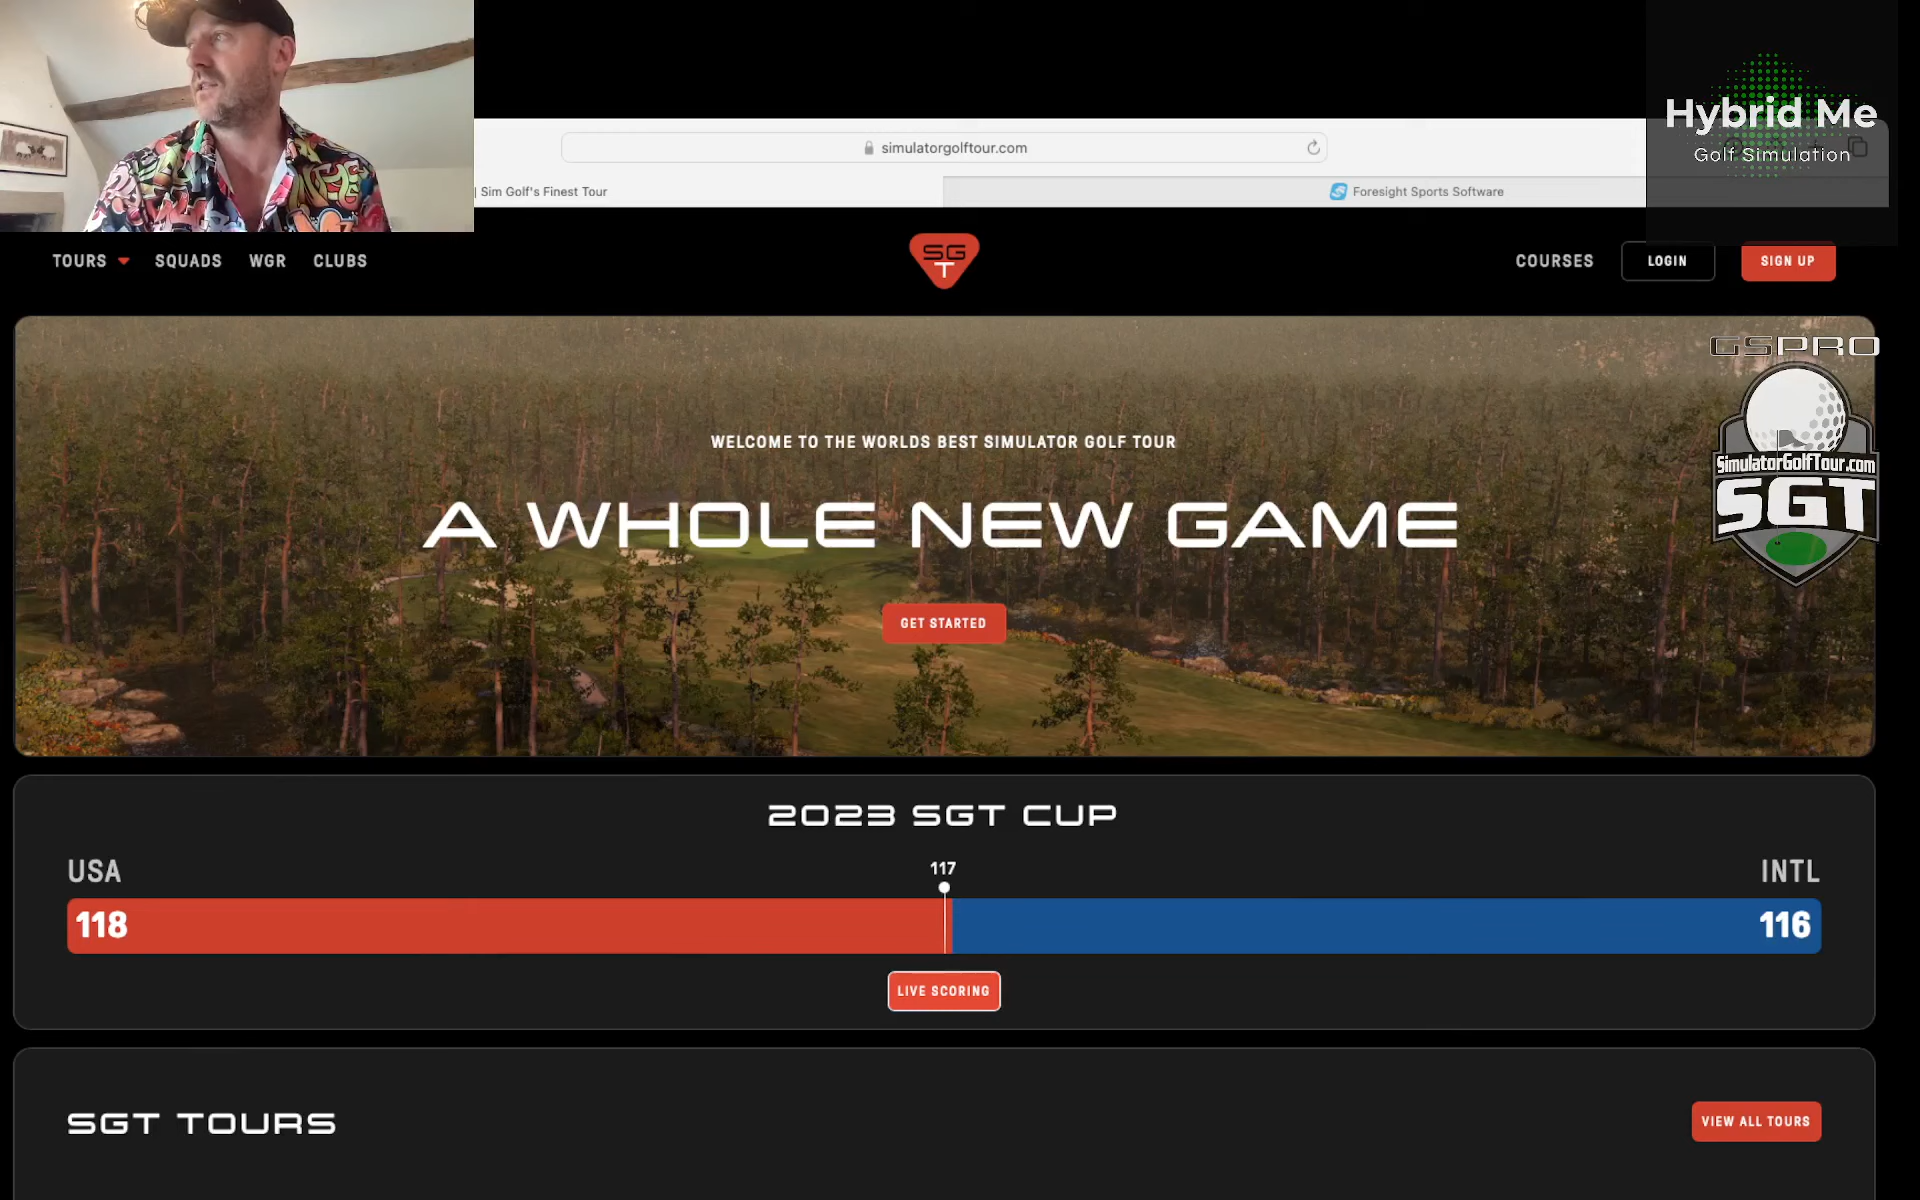 Hybrid Me
Golf Simulation
simulatorgolftour.com
| Sim Golf's Finest Tour
Foresight Sports Software
TOURS
SQUADS
WGR
CLUBS
SGT
COURSES
LOGIN
SIGN UP
GSPRO
SimulatorGolfTour.com
SGT
WELCOME TO THE WORLDS BEST SIMULATOR GOLF TOUR
A WHOLE NEW GAME
GET STARTED
2023 SGT CUP
USA
117
INTL
118
116
LIVE SCORING
SGT TOURS
VIEW ALL TOURS